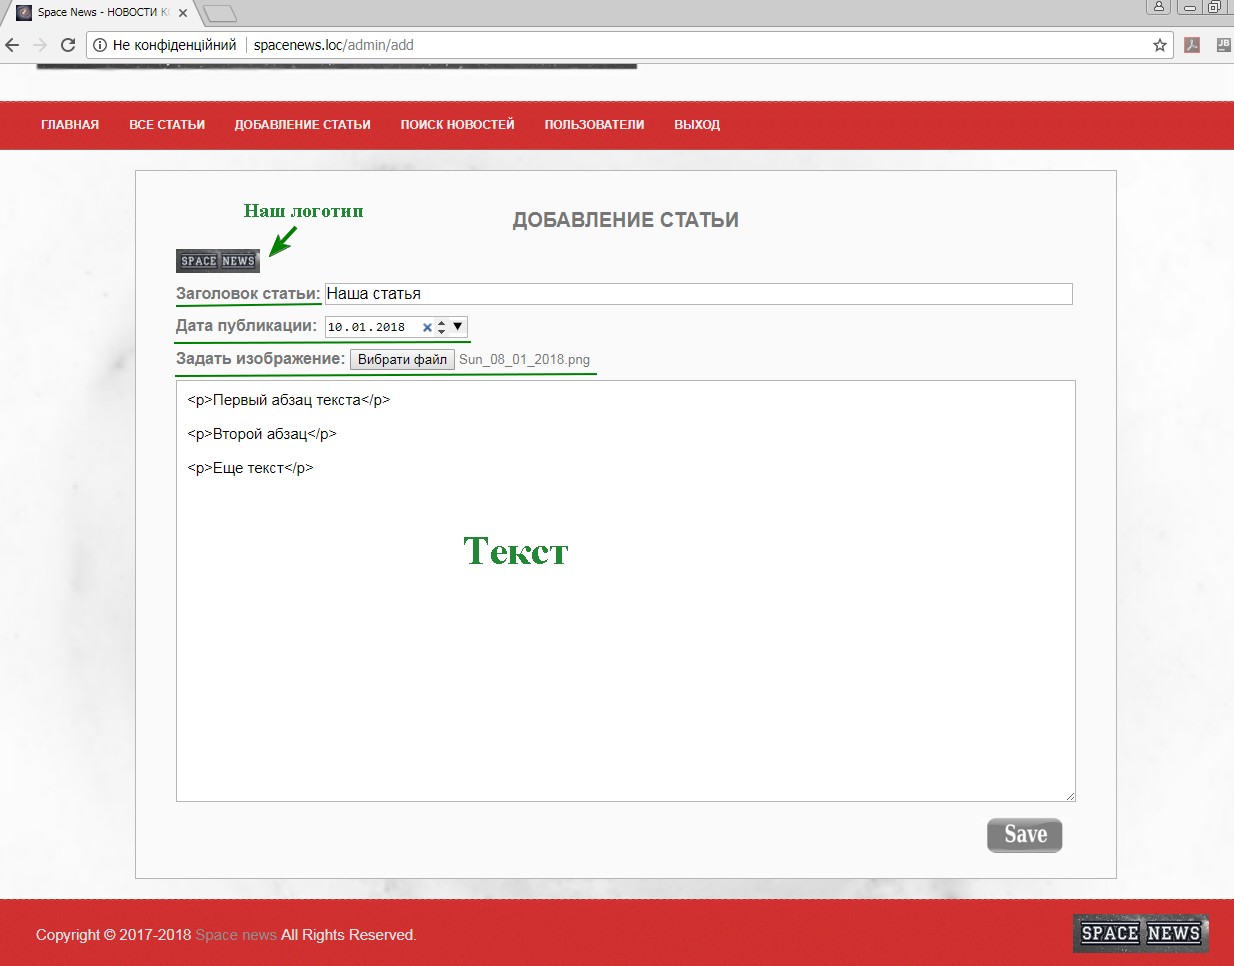 Space News - НОВОСТИ КО
Не конфіденційний spacenews.loc/admin/add
JB
ГЛАВНАЯ ВСЕ СТАТЬИ ДОБАВЛЕНИЕ СТАТЬИ ПОИСК НОВОСТЕЙ ПОЛЬЗОВАТЕЛИ ВЫХОД
Наш логотип
ДОБАВЛЕНИЕ СТАТЬИ
SPACE NEWS
Заголовок статьи: Наша статья
Дата публикации: 10.01.2018
Задать изображение: Вибрати файл Sun_08_01_2018.png
<p>Первый абзац текста</p>
<p>Второй абзац</p>
<p>Еще текст</p>
Текст
Save
Copyright © 2017-2018 Space news All Rights Reserved.
SPACE NEWS